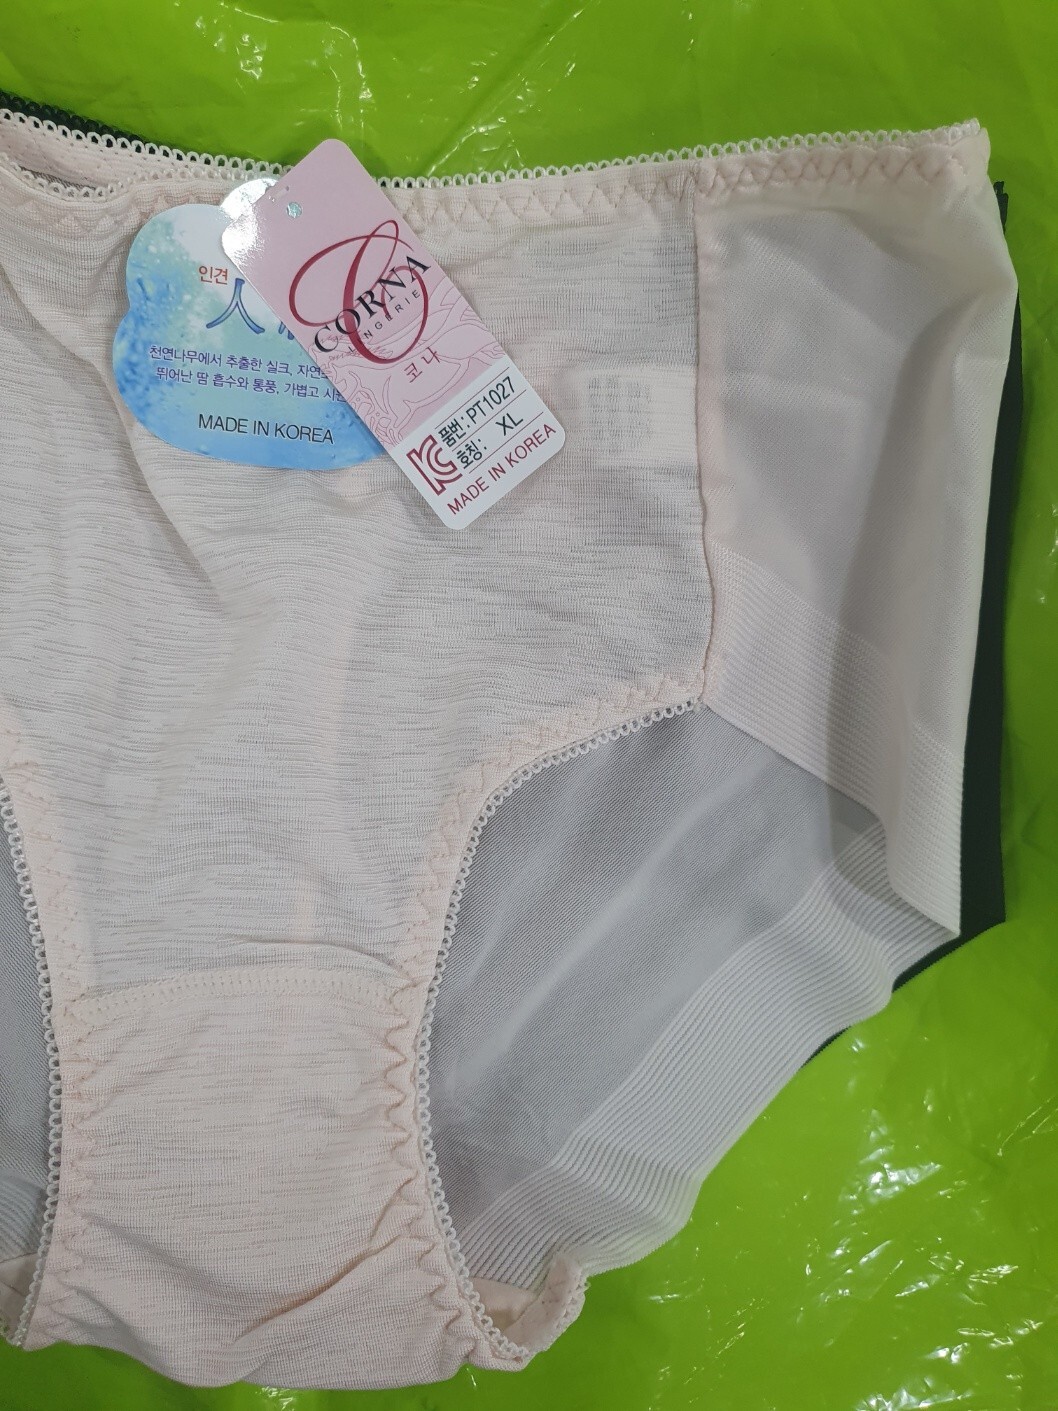 인견
천연나무에서 추출한 실크, 자연
뛰어난 땀 흡수와 통풍, 가볍고 시원
MADE IN KOREA
CORNA
LINGERIE
코나
품번: PT1027
호칭: XL
MADE IN KOREA